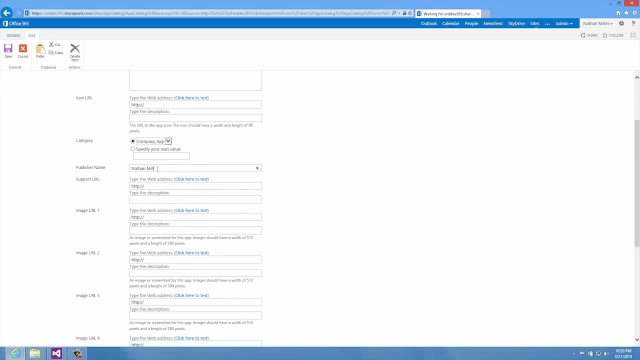 Office 365
Outlook Calendar People Newsfeed SkyDrive Sites Admin
Nathan Miller
BROWSE EDIT
SHARE FOLLOW
Save Cancel Paste Cut Copy Delete Item
Commit Clipboard Actions
Icon URL
Type the Web address: (Click here to test)
http://
Type the description:
The URL to the app icon. The icon should have a width and height of 96
pixels.
Category
Company App
Specify your own value:
Publisher Name
Nathan Mill
Support URL
Type the Web address: (Click here to test)
http://
Type the description:
Image URL 1
Type the Web address: (Click here to test)
http://
Type the description:
An image or screenshot for this app. Images should have a width of 512
pixels and a height of 384 pixels.
Image URL 2
Type the Web address: (Click here to test)
http://
Type the description:
An image or screenshot for this app. Images should have a width of 512
pixels and a height of 384 pixels.
Image URL 3
Type the Web address: (Click here to test)
http://
Type the description:
An image or screenshot for this app. Images should have a width of 512
pixels and a height of 384 pixels.
Image URL 4
Type the Web address: (Click here to test)
http://